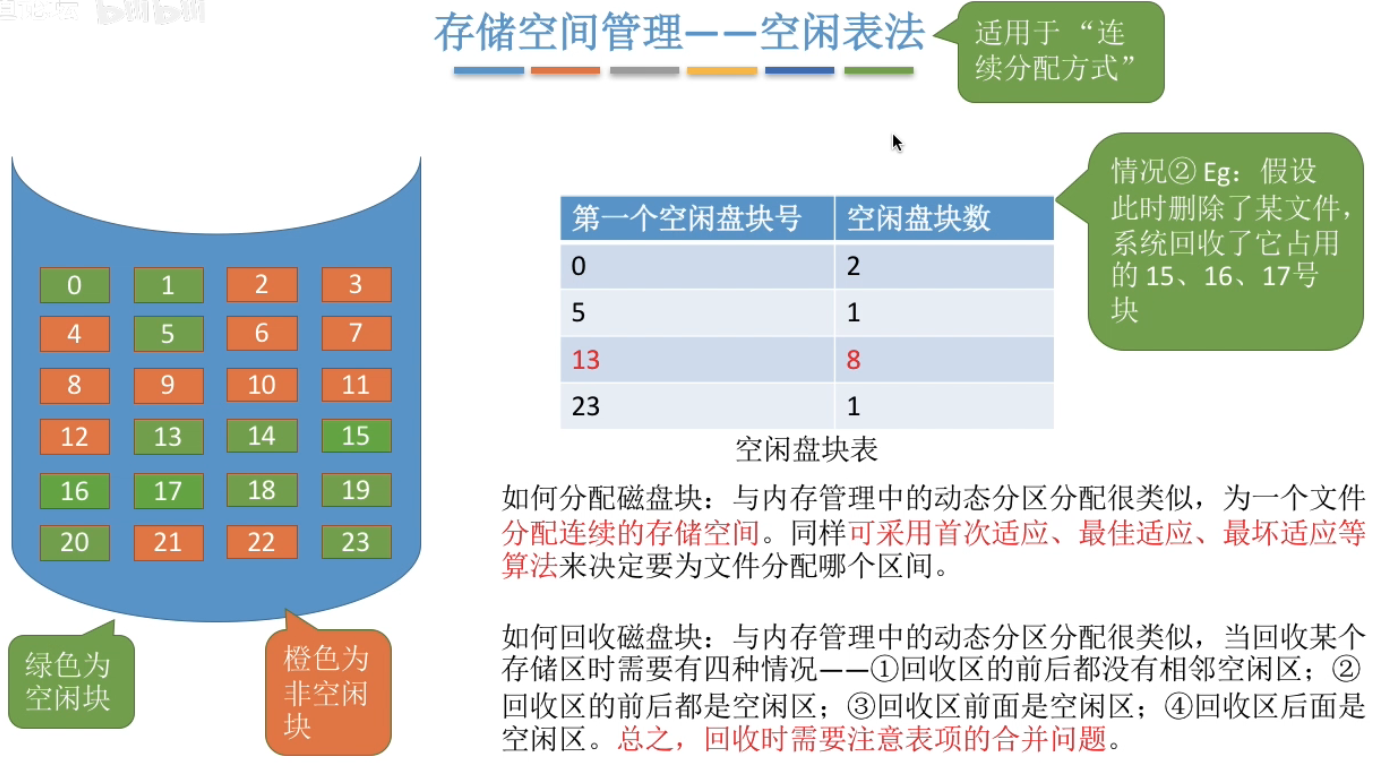 存储空间管理——空闲表法
适用于 “连
续分配方式”
0 1 2 3
4 5 6 7
8 9 10 11
12 13 14 15
16 17 18 19
20 21 22 23
绿色为
空闲块
橙色为
非空闲
块
第一个空闲盘块号 空闲盘块数
0 2
5 1
13 8
23 1
空闲盘块表
情况② Eg：假设
此时删除了某文件，
系统回收了它占用
的 15、16、17号
块
如何分配磁盘块：与内存管理中的动态分区分配很类似，为一个文件
分配连续的存储空间。同样可采用首次适应、最佳适应、最坏适应等
算法来决定要为文件分配哪个区间。
如何回收磁盘块：与内存管理中的动态分区分配很类似，当回收某个
存储区时需要有四种情况——①回收区的前后都没有相邻空闲区；②
回收区的前后都是空闲区；③回收区前面是空闲区；④回收区后面是
空闲区。总之，回收时需要注意表项的合并问题。